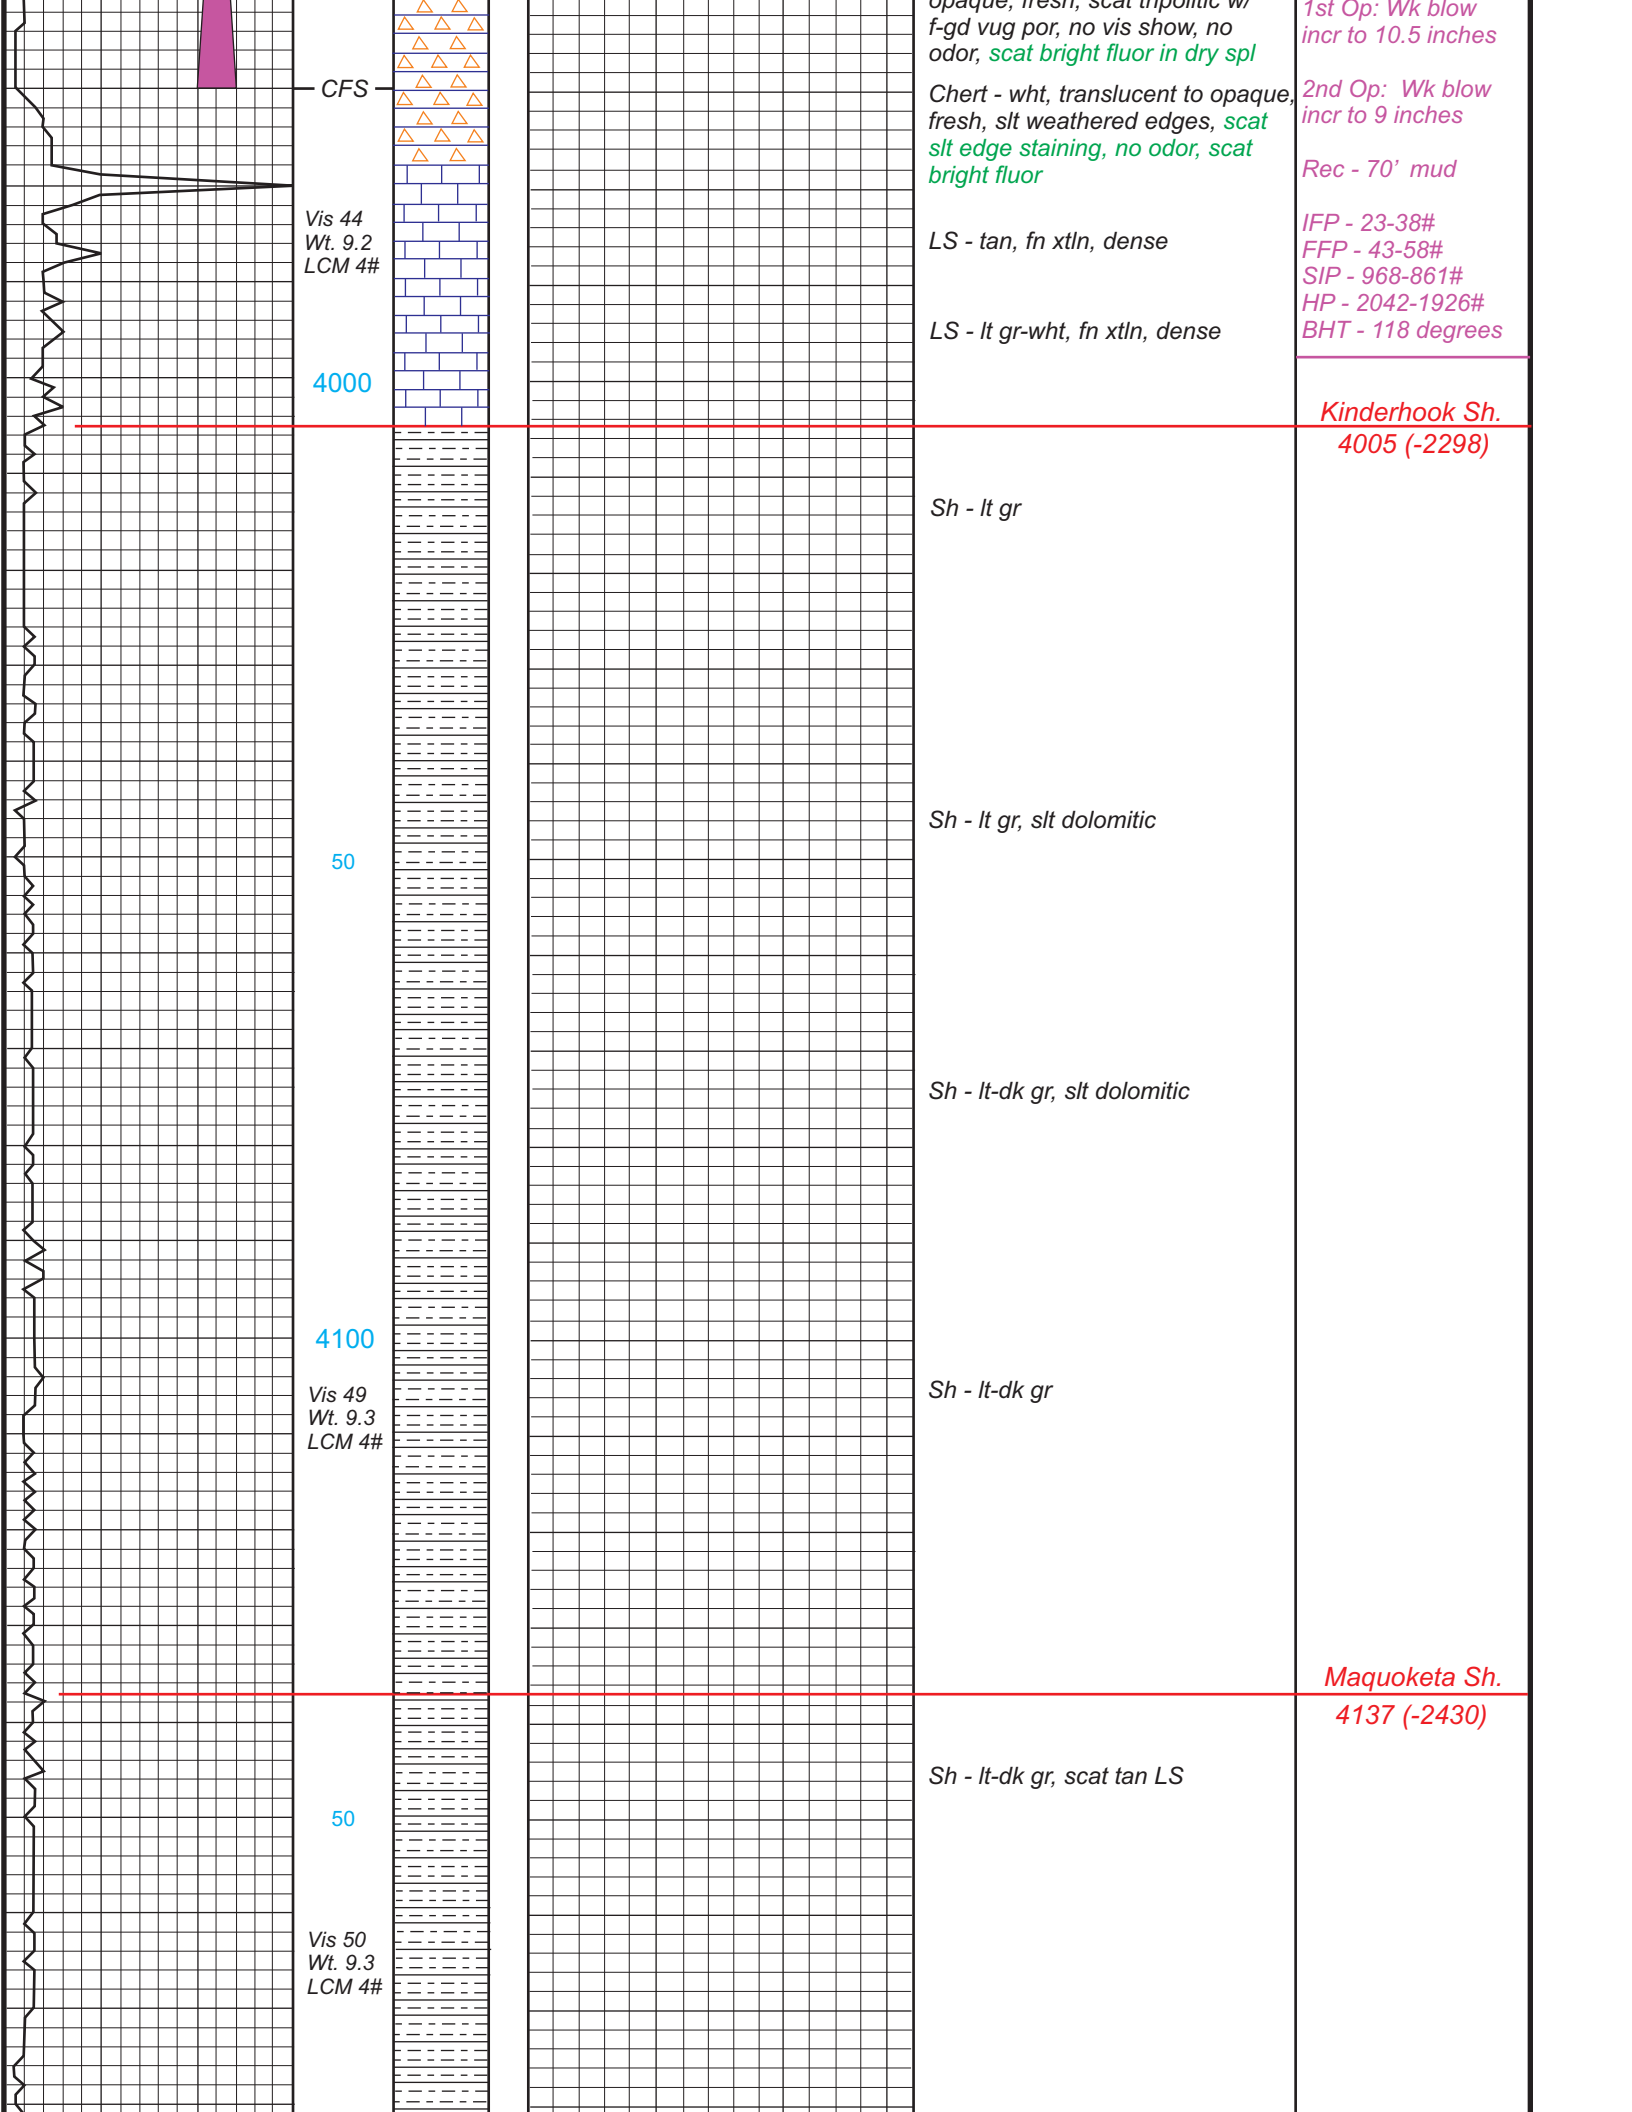 opaque, fresh, scat tripolitic w/
f-gd vug por, no vis show, no
odor, scat bright fluor in dry spl
1st Op: Wk blow
incr to 10.5 inches
CFS
Chert - wht, translucent to opaque,
fresh, slt weathered edges, scat
slt edge staining, no odor, scat
bright fluor
2nd Op: Wk blow
incr to 9 inches
Rec - 70' mud
Vis 44
Wt. 9.2
LCM 4#
LS - tan, fn xtln, dense
IFP - 23-38#
FFP - 43-58#
SIP - 968-861#
HP - 2042-1926#
BHT - 118 degrees
LS - lt gr-wht, fn xtln, dense
4000
Kinderhook Sh.
4005 (-2298)
Sh - lt gr
Sh - lt gr, slt dolomitic
50
Sh - lt-dk gr, slt dolomitic
4100
Vis 49
Wt. 9.3
LCM 4#
Sh - lt-dk gr
Maquoketa Sh.
4137 (-2430)
Sh - lt-dk gr, scat tan LS
50
Vis 50
Wt. 9.3
LCM 4#